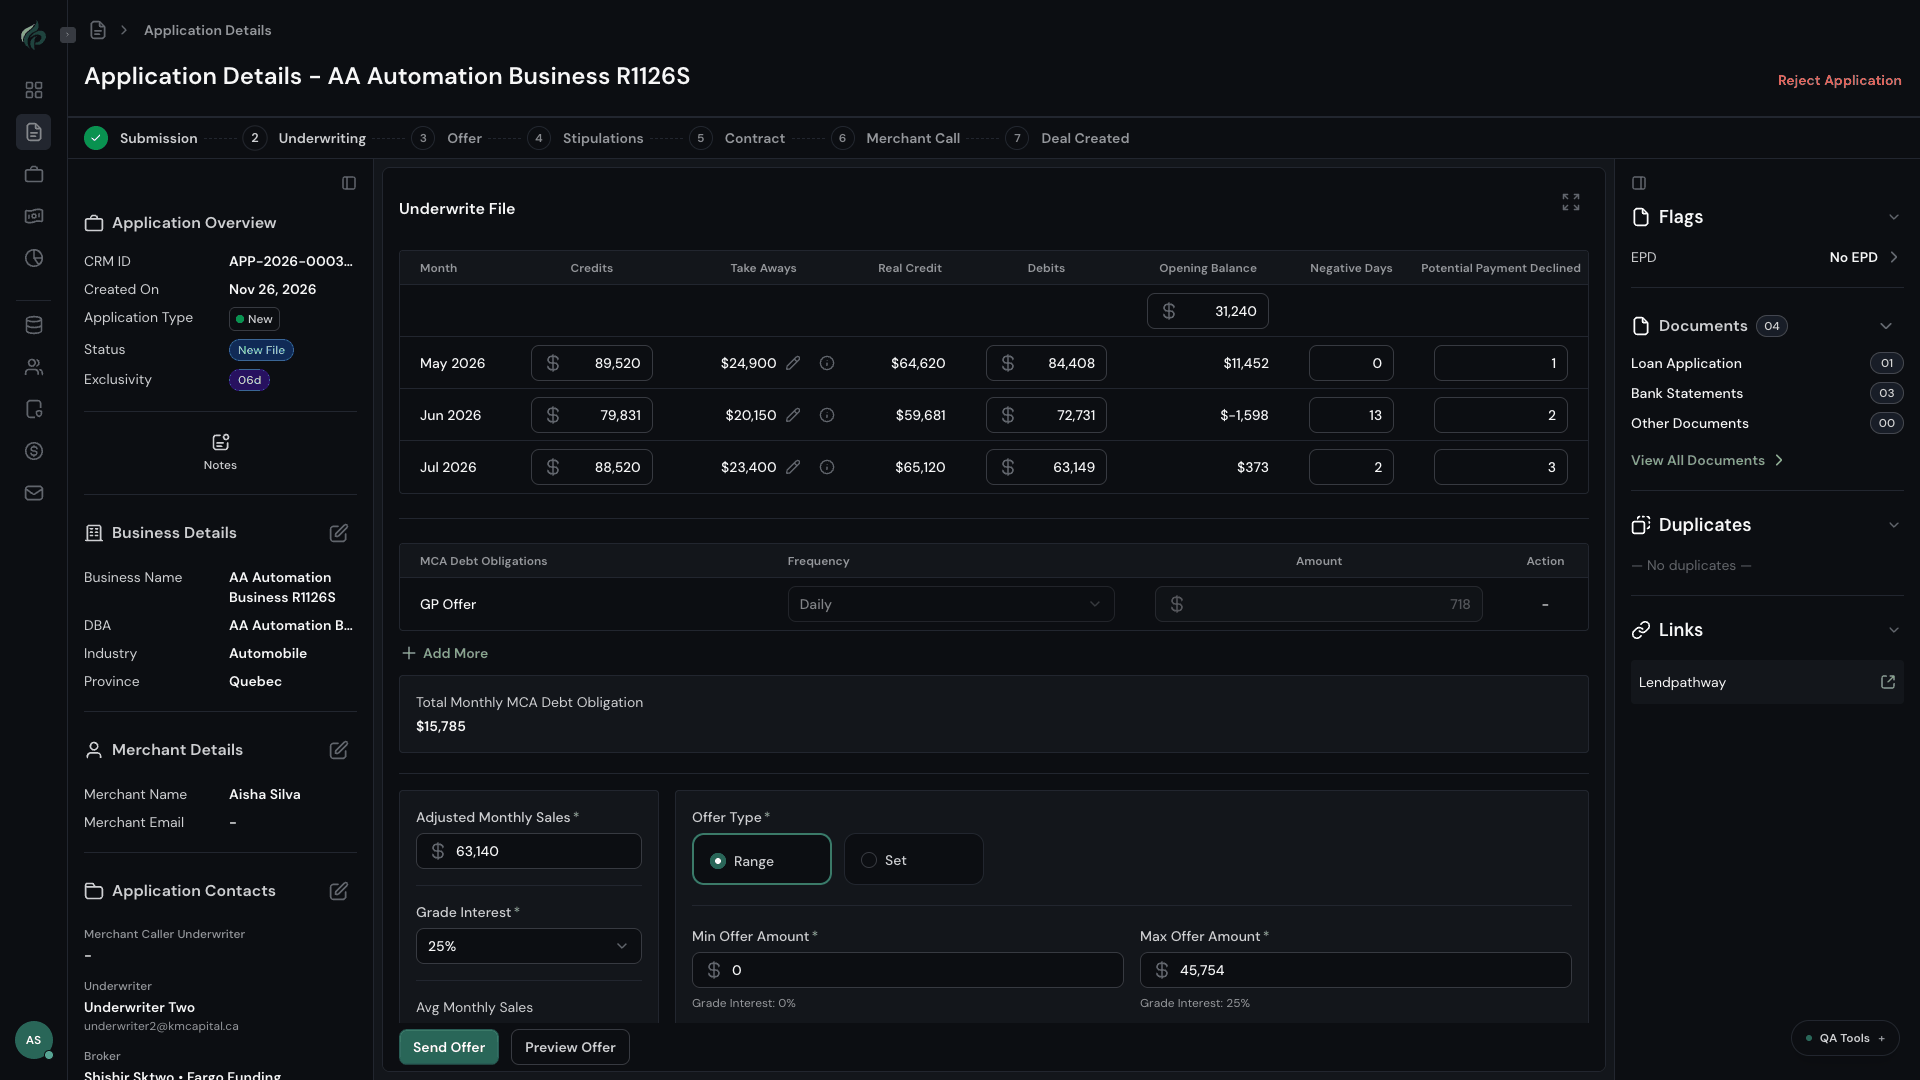 Application Details
Application Details – AA Automation Business R1126S
Reject Application
Submission
2 Underwriting
3 Offer
4 Stipulations
5 Contract
6 Merchant Call
7 Deal Created
Application Overview
CRM ID APP-2026-0003...
Created On Nov 26, 2026
Application Type New
Status New File
Exclusivity 06d
Notes
Business Details
Business Name AA Automation
Business R1126S
DBA AA Automation B...
Industry Automobile
Province Quebec
Merchant Details
Merchant Name Aisha Silva
Merchant Email –
Application Contacts
Merchant Caller Underwriter
–
Underwriter
Underwriter Two
underwriter2@kmcapital.ca
Broker
Shishir Sktwo • Fargo Funding
AS
Underwrite File
Month Credits Take Aways Real Credit Debits Opening Balance Negative Days Potential Payment Declined
$ 31,240
May 2026 $ 89,520 $24,900 $64,620 $ 84,408 $11,452 0 1
Jun 2026 $ 79,831 $20,150 $59,681 $ 72,731 $-1,598 13 2
Jul 2026 $ 88,520 $23,400 $65,120 $ 63,149 $373 2 3
MCA Debt Obligations Frequency Amount Action
GP Offer Daily $ 718 -
+ Add More
Total Monthly MCA Debt Obligation
$15,785
Adjusted Monthly Sales *
$ 63,140
Grade Interest *
25%
Avg Monthly Sales
Offer Type *
Range
Set
Min Offer Amount *
$ 0
Grade Interest: 0%
Max Offer Amount *
$ 45,754
Grade Interest: 25%
Send Offer
Preview Offer
Flags
EPD No EPD
Documents 04
Loan Application 01
Bank Statements 03
Other Documents 00
View All Documents
Duplicates
— No duplicates —
Links
Lendpathway
QA Tools +